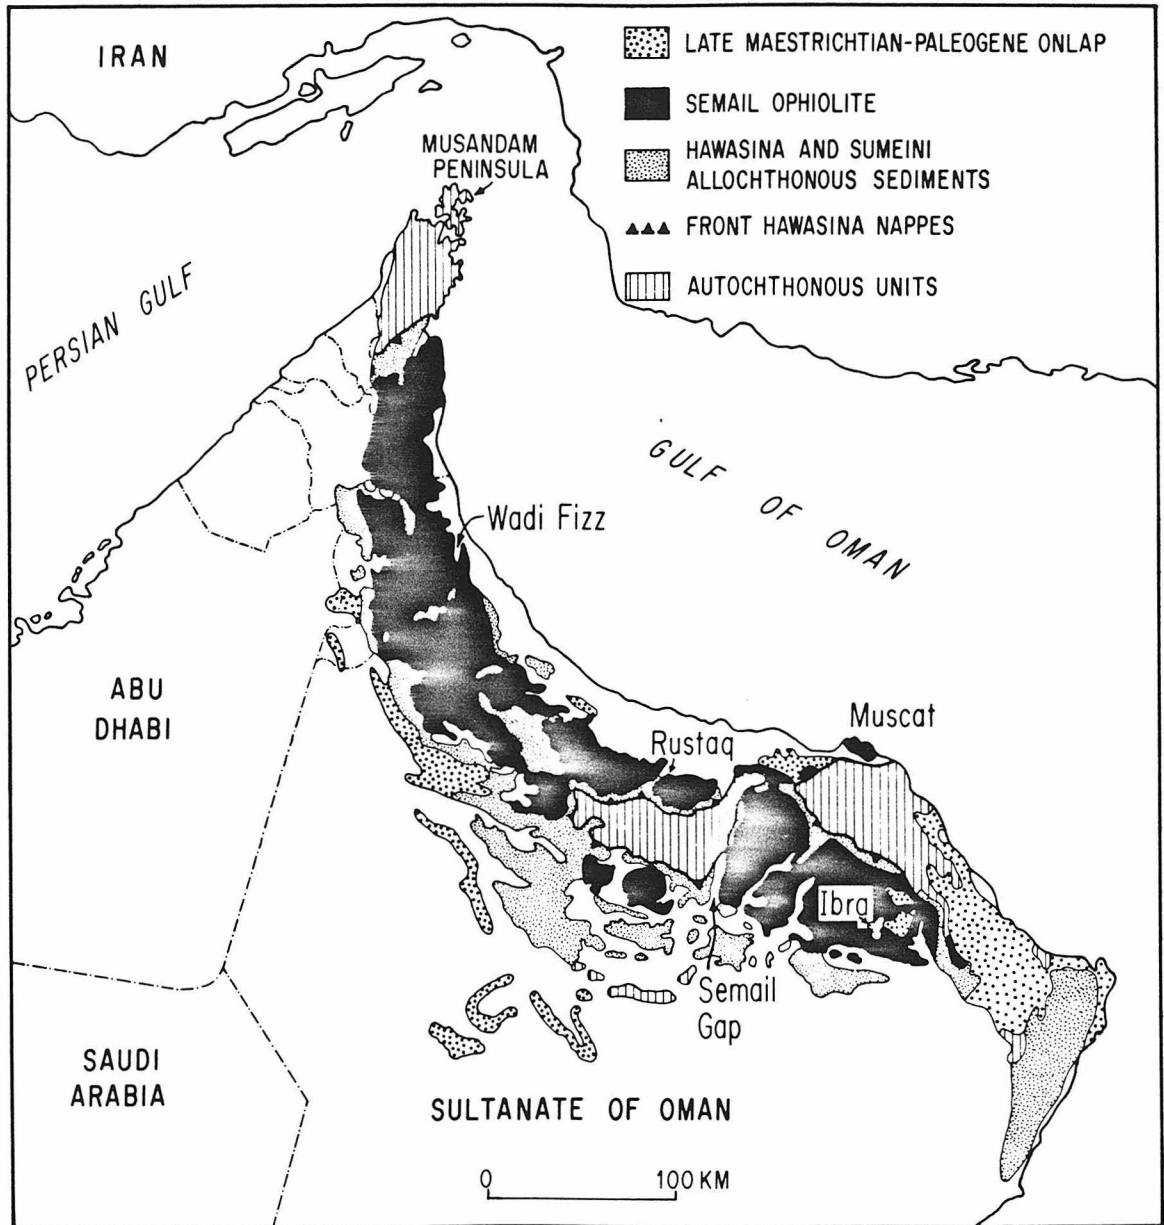 IRAN
LATE MAESTRICHTIAN-PALEOGENE ONLAP
SEMAIL OPHIOLITE
HAWASINA AND SUMEINI
ALLOCHTHONOUS SEDIMENTS
FRONT HAWASINA NAPPES
AUTOCHTHONOUS UNITS
MUSANDAM
PENINSULA
PERSIAN GULF
GULF OF OMAN
Wadi Fizz
ABU
DHABI
Muscat
Rustaq
Ibra
Semail
Gap
SAUDI
ARABIA
SULTANATE OF OMAN
0 100 KM